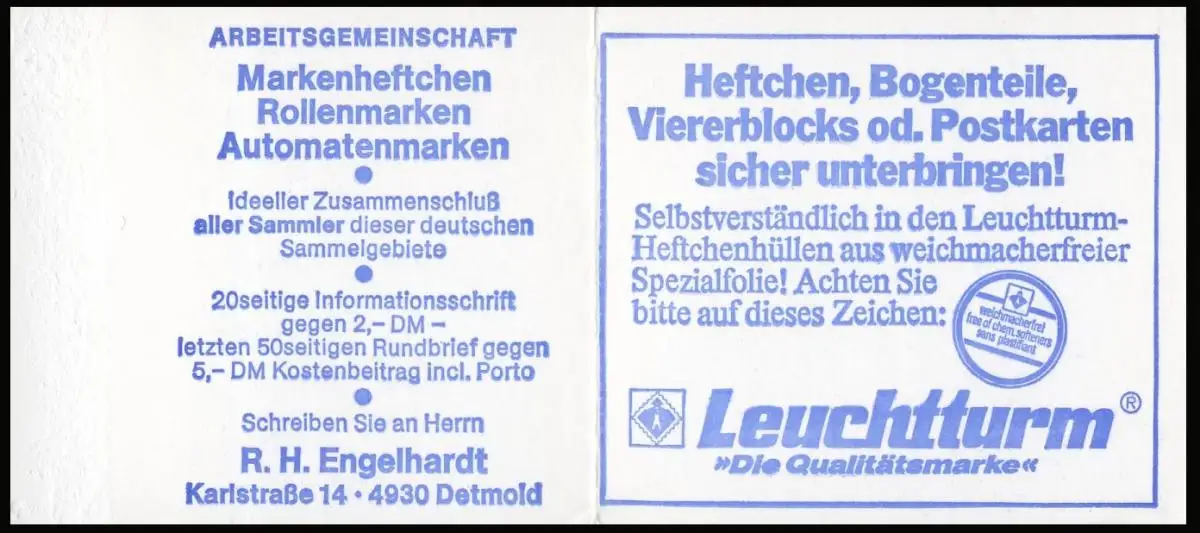 ARBEITSGEMEINSCHAFT
Markenheftchen
Rollenmarken
Automatenmarken
●
Ideeller Zusammenschluß
aller Sammler dieser deutschen
Sammelgebiete
●
20seitige Informationsschrift
gegen 2,– DM –
letzten 50seitigen Rundbrief gegen
5,– DM Kostenbeitrag incl. Porto
●
Schreiben Sie an Herrn
R. H. Engelhardt
Karlstraße 14 • 4930 Detmold
Heftchen, Bogenteile,
Viererblocks od. Postkarten
sicher unterbringen!
Selbstverständlich in den Leuchtturm-
Heftchenhüllen aus weichmacherfreier
Spezialfolie! Achten Sie
bitte auf dieses Zeichen:
weichmacherfrei
free of chem. softeners
sans plastifiant
Leuchtturm®
»Die Qualitätsmarke«